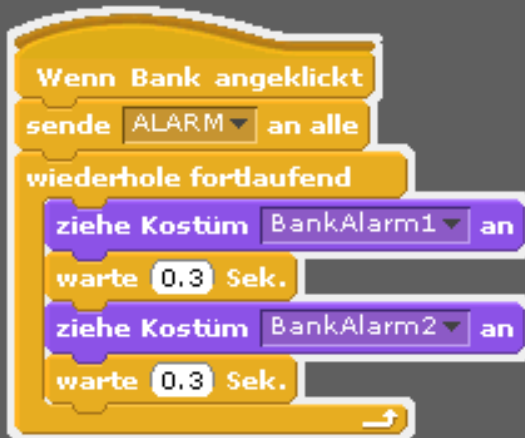 Wenn Bank angeklickt
sende ALARM an alle
wiederhole fortlaufend
ziehe Kostüm BankAlarm1 an
warte 0.3 Sek.
ziehe Kostüm BankAlarm2 an
warte 0.3 Sek.